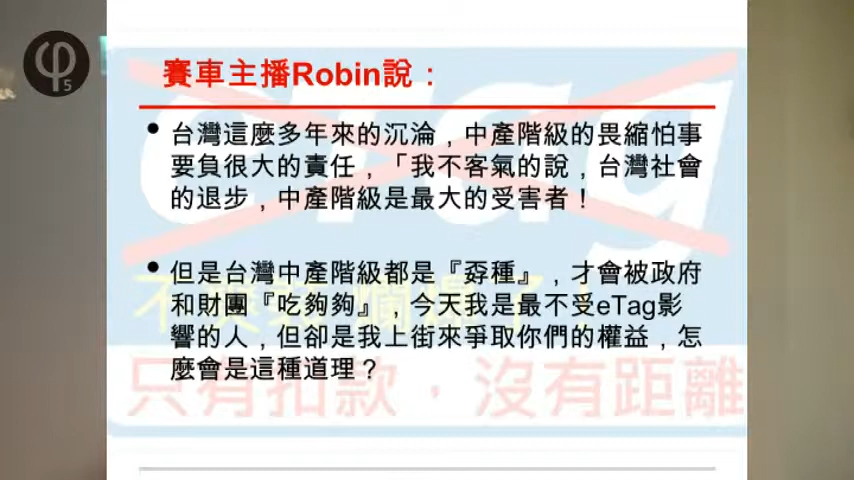 φ5
賽車主播Robin說：
• 台灣這麼多年來的沉淪，中產階級的畏縮怕事
要負很大的責任，「我不客氣的說，台灣社會
的退步，中產階級是最大的受害者！
• 但是台灣中產階級都是『孬種』，才會被政府
和財團『吃夠夠』，今天我是最不受eTag影
響的人，但卻是我上街來爭取你們的權益，怎
麼會是這種道理？
eTag
只有扣款，沒有距離